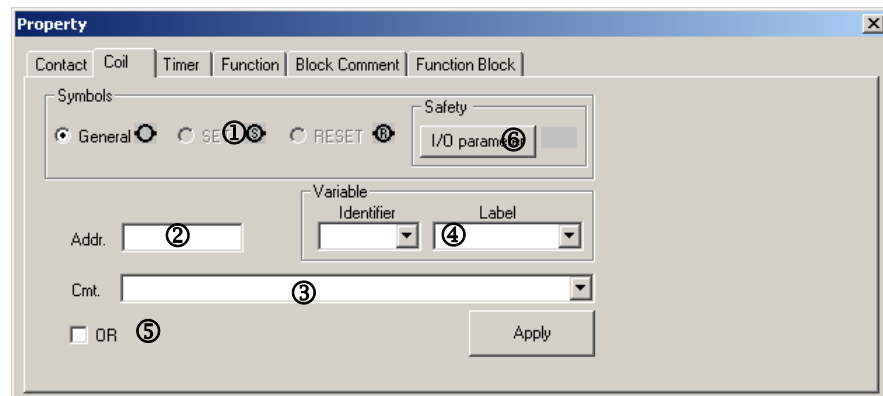 Property
Contact Coil Timer Function Block Comment Function Block
Symbols
General SE ① S RESET R
Safety
I/O parameter ⑥
Variable
Identifier Label
Addr. ② ④
Cmt. ③
OR ⑤ Apply